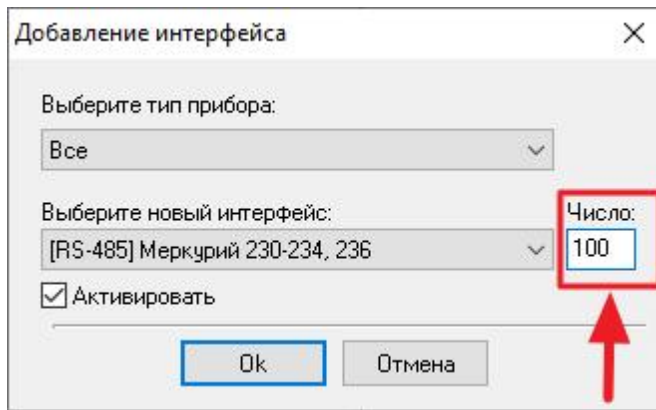 Добавление интерфейса
Выберите тип прибора:
Все
Выберите новый интерфейс: Число:
[RS-485] Меркурий 230-234, 236 100
Активировать
Ok Отмена